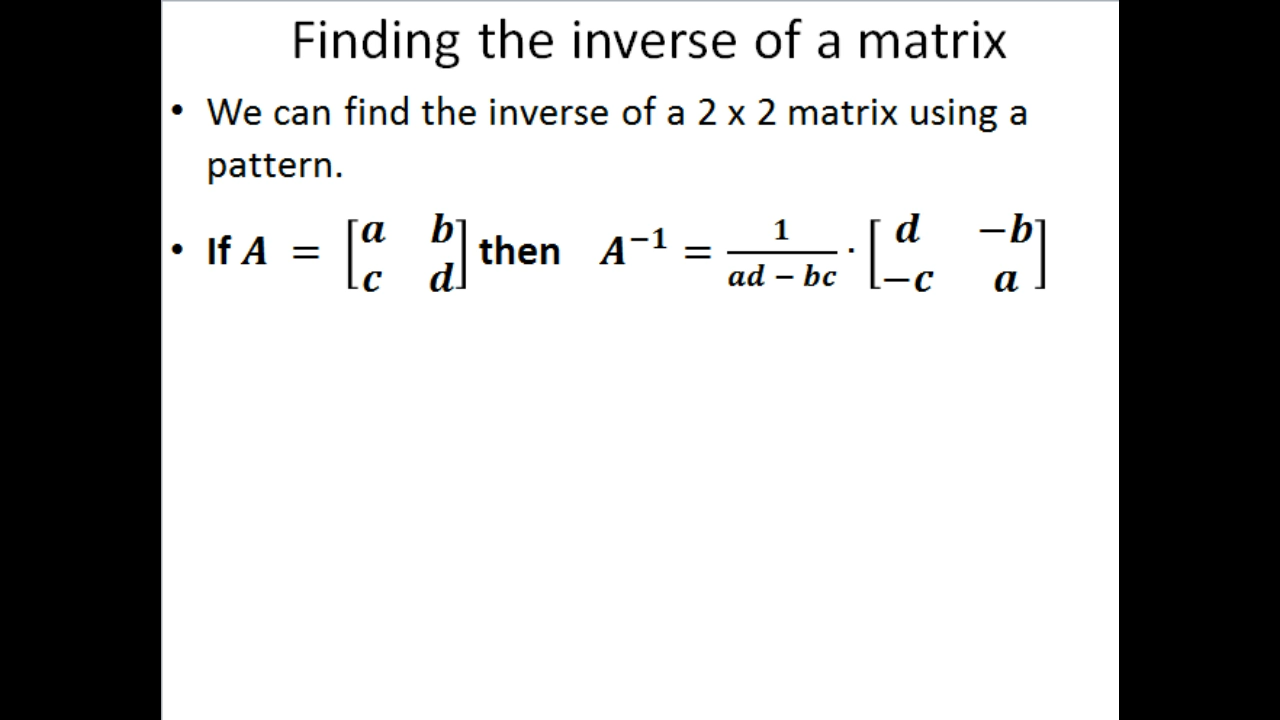 Finding the inverse of a matrix
• We can find the inverse of a 2 x 2 matrix using a
pattern.
• If A = [a b; c d] then A⁻¹ = 1/(ad − bc) · [d −b; −c a]